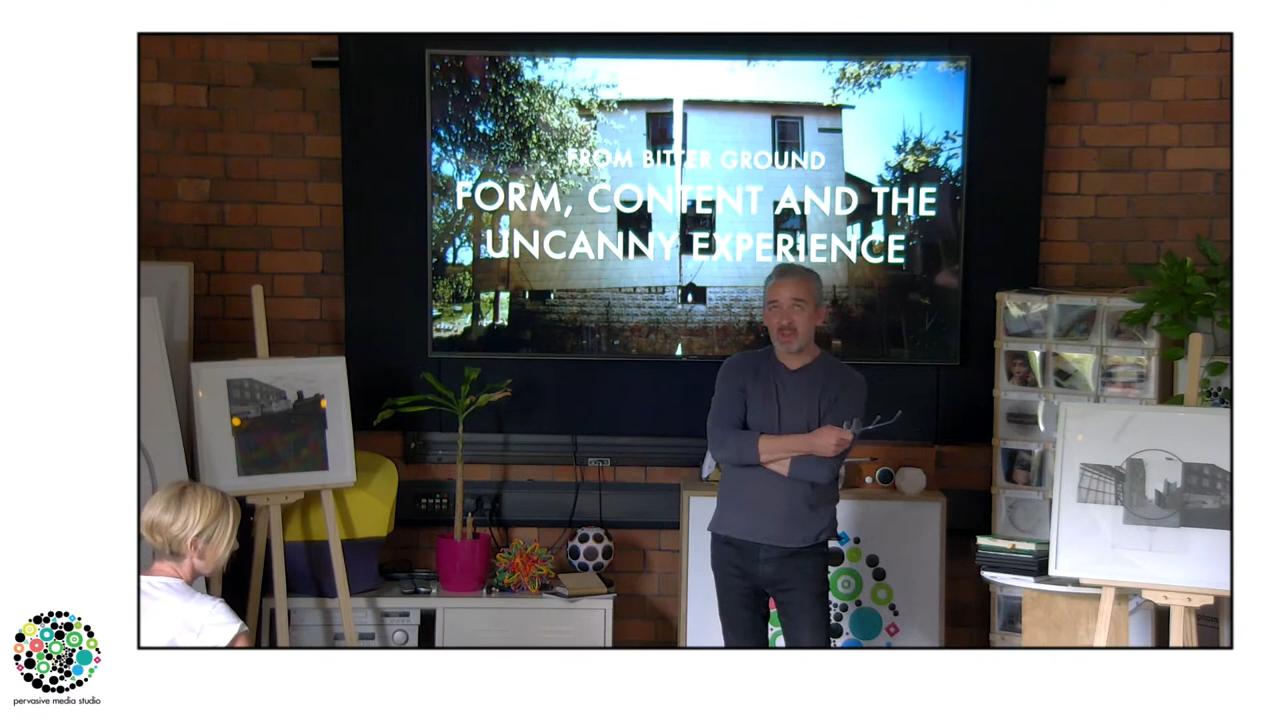 FROM BITTER GROUND
FORM, CONTENT AND THE
UNCANNY EXPERIENCE
pervasive media studio